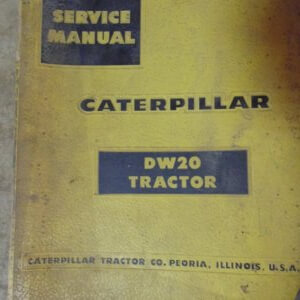 SERVICE
MANUAL
CATERPILLAR
DW20
TRACTOR
CATERPILLAR TRACTOR CO. PEORIA, ILLINOIS, U.S.A.